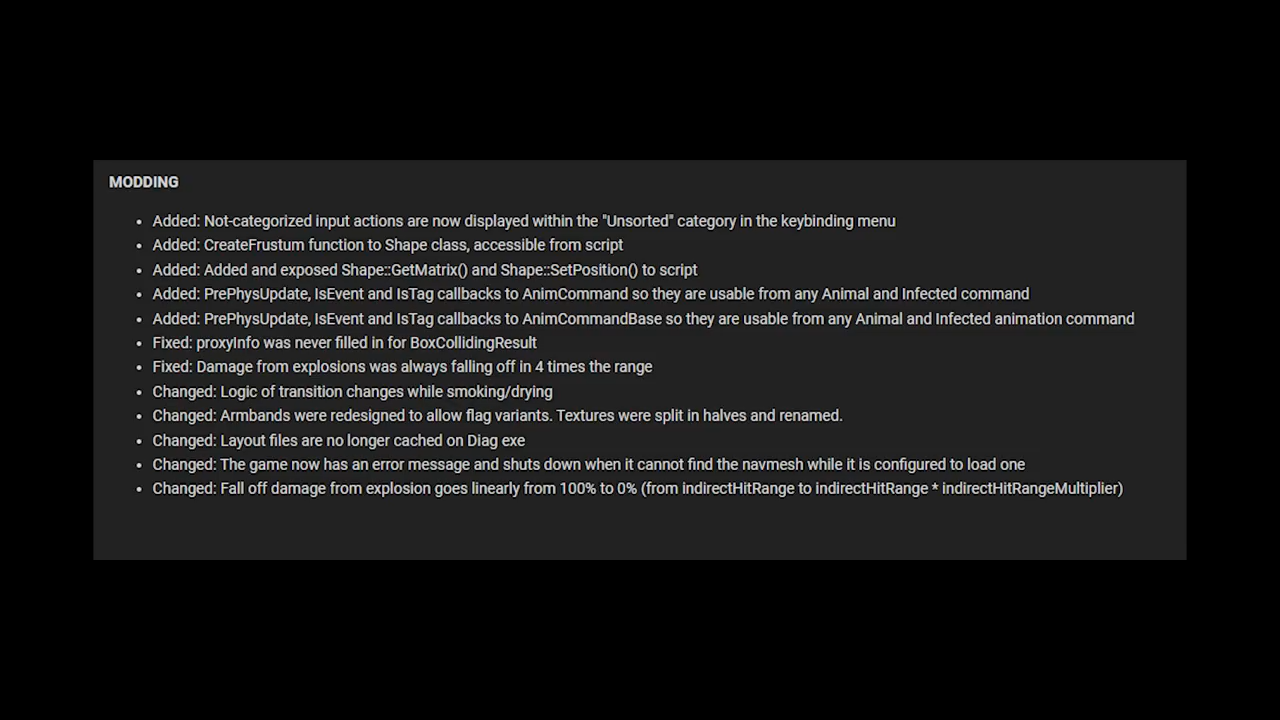 MODDING
• Added: Not-categorized input actions are now displayed within the "Unsorted" category in the keybinding menu
• Added: CreateFrustum function to Shape class, accessible from script
• Added: Added and exposed Shape::GetMatrix() and Shape::SetPosition() to script
• Added: PrePhysUpdate, IsEvent and IsTag callbacks to AnimCommand so they are usable from any Animal and Infected command
• Added: PrePhysUpdate, IsEvent and IsTag callbacks to AnimCommandBase so they are usable from any Animal and Infected animation command
• Fixed: proxyInfo was never filled in for BoxCollidingResult
• Fixed: Damage from explosions was always falling off in 4 times the range
• Changed: Logic of transition changes while smoking/drying
• Changed: Armbands were redesigned to allow flag variants. Textures were split in halves and renamed.
• Changed: Layout files are no longer cached on Diag exe
• Changed: The game now has an error message and shuts down when it cannot find the navmesh while it is configured to load one
• Changed: Fall off damage from explosion goes linearly from 100% to 0% (from indirectHitRange to indirectHitRange * indirectHitRangeMultiplier)